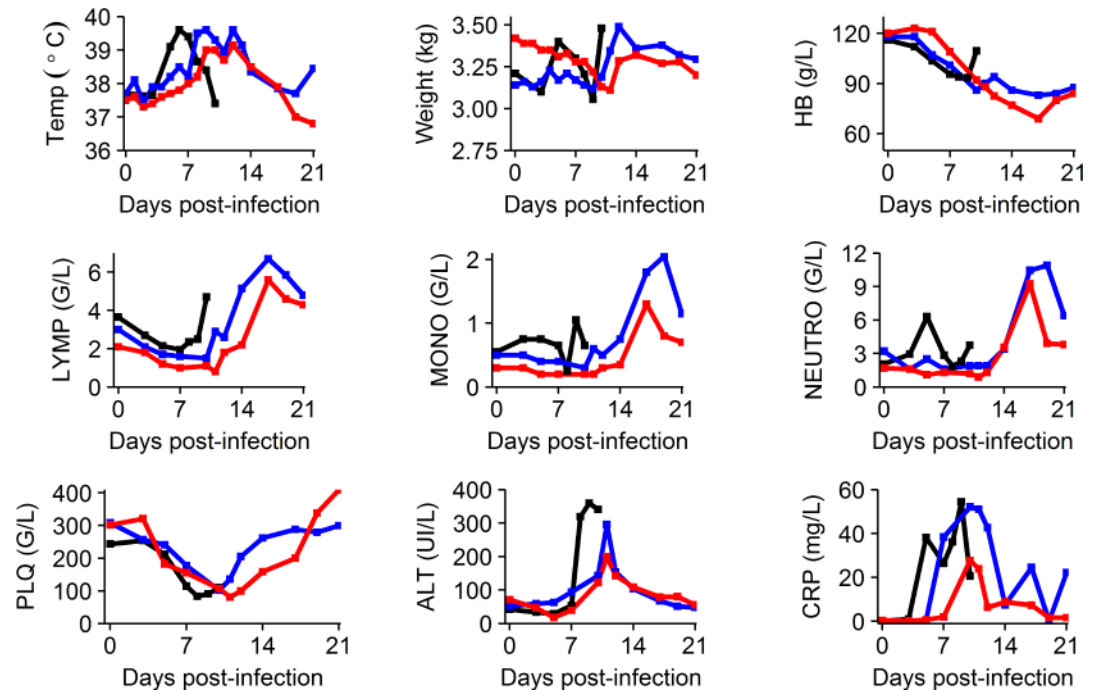 Temp ( ° C)
40
39
38
37
36
0 7 14 21
Days post-infection
Weight (kg)
3.50
3.25
3.00
2.75
0 7 14 21
Days post-infection
HB (g/L)
120
90
60
0 7 14 21
Days post-infection
LYMP (G/L)
6
4
2
0
0 7 14 21
Days post-infection
MONO (G/L)
2
1
0
0 7 14 21
Days post-infection
NEUTRO (G/L)
12
9
6
3
0
0 7 14 21
Days post-infection
PLQ (G/L)
400
300
200
100
0
0 7 14 21
Days post-infection
ALT (UI/L)
400
300
200
100
0
0 7 14 21
Days post-infection
CRP (mg/L)
60
40
20
0
0 7 14 21
Days post-infection